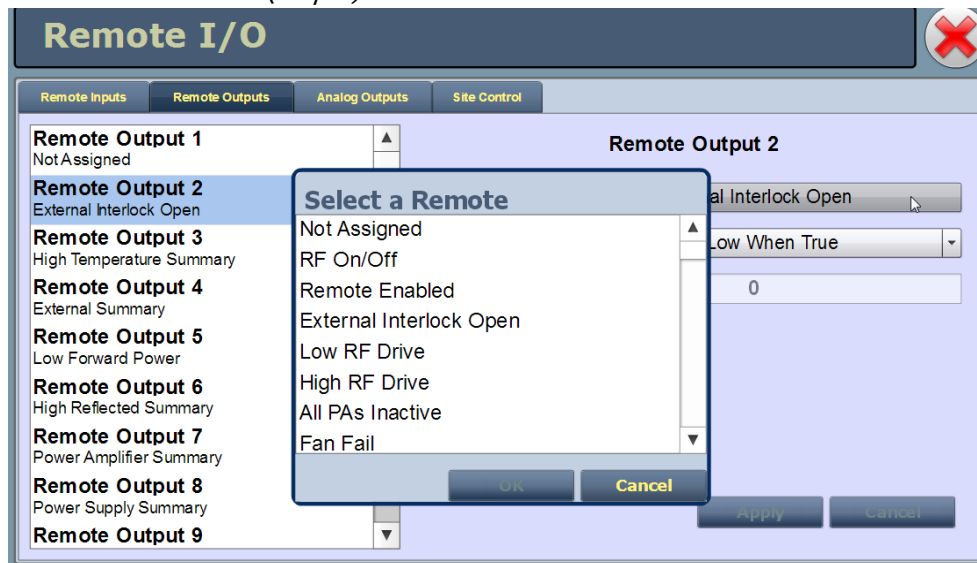 Remote I/O
Remote Inputs
Remote Outputs
Analog Outputs
Site Control
Remote Output 1
Not Assigned
Remote Output 2
External Interlock Open
Remote Output 3
High Temperature Summary
Remote Output 4
External Summary
Remote Output 5
Low Forward Power
Remote Output 6
High Reflected Summary
Remote Output 7
Power Amplifier Summary
Remote Output 8
Power Supply Summary
Remote Output 9
Remote Output 2
al Interlock Open
Low When True
0
Apply
Cancel
Select a Remote
Not Assigned
RF On/Off
Remote Enabled
External Interlock Open
Low RF Drive
High RF Drive
All PAs Inactive
Fan Fail
OK
Cancel